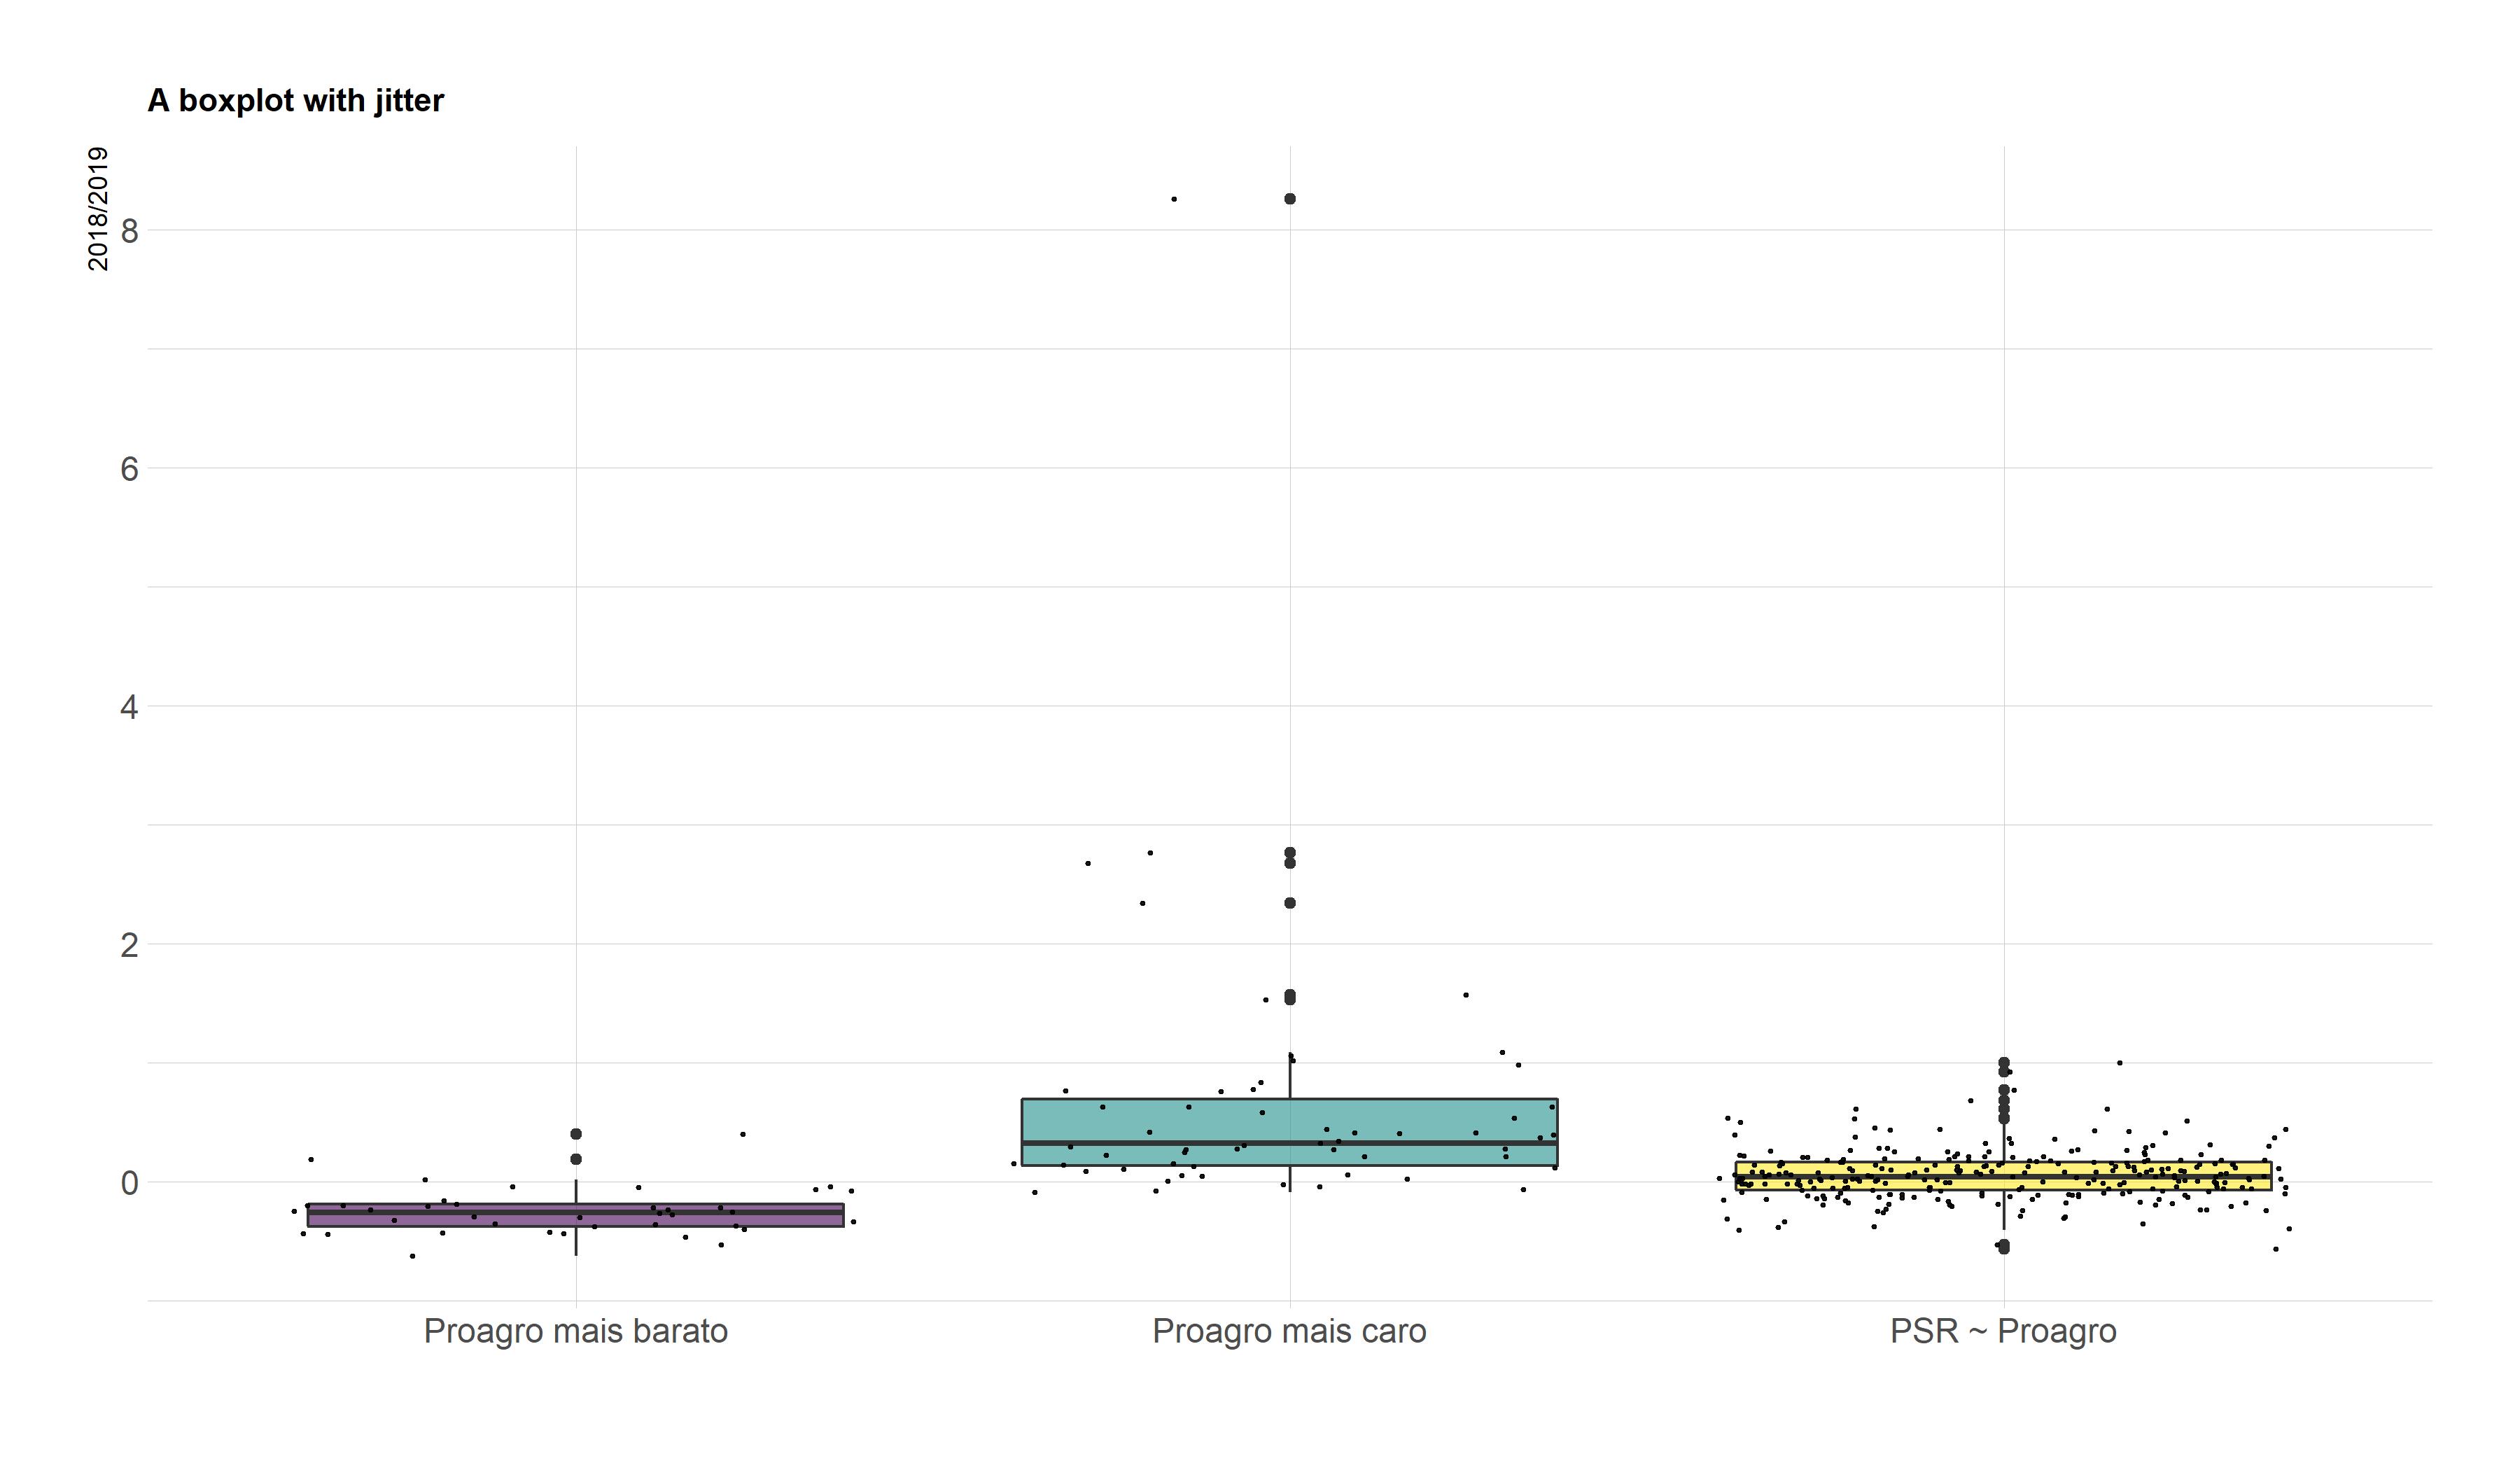 A boxplot with jitter
2018/2019
8
6
4
2
0
Proagro mais barato
Proagro mais caro
PSR ~ Proagro